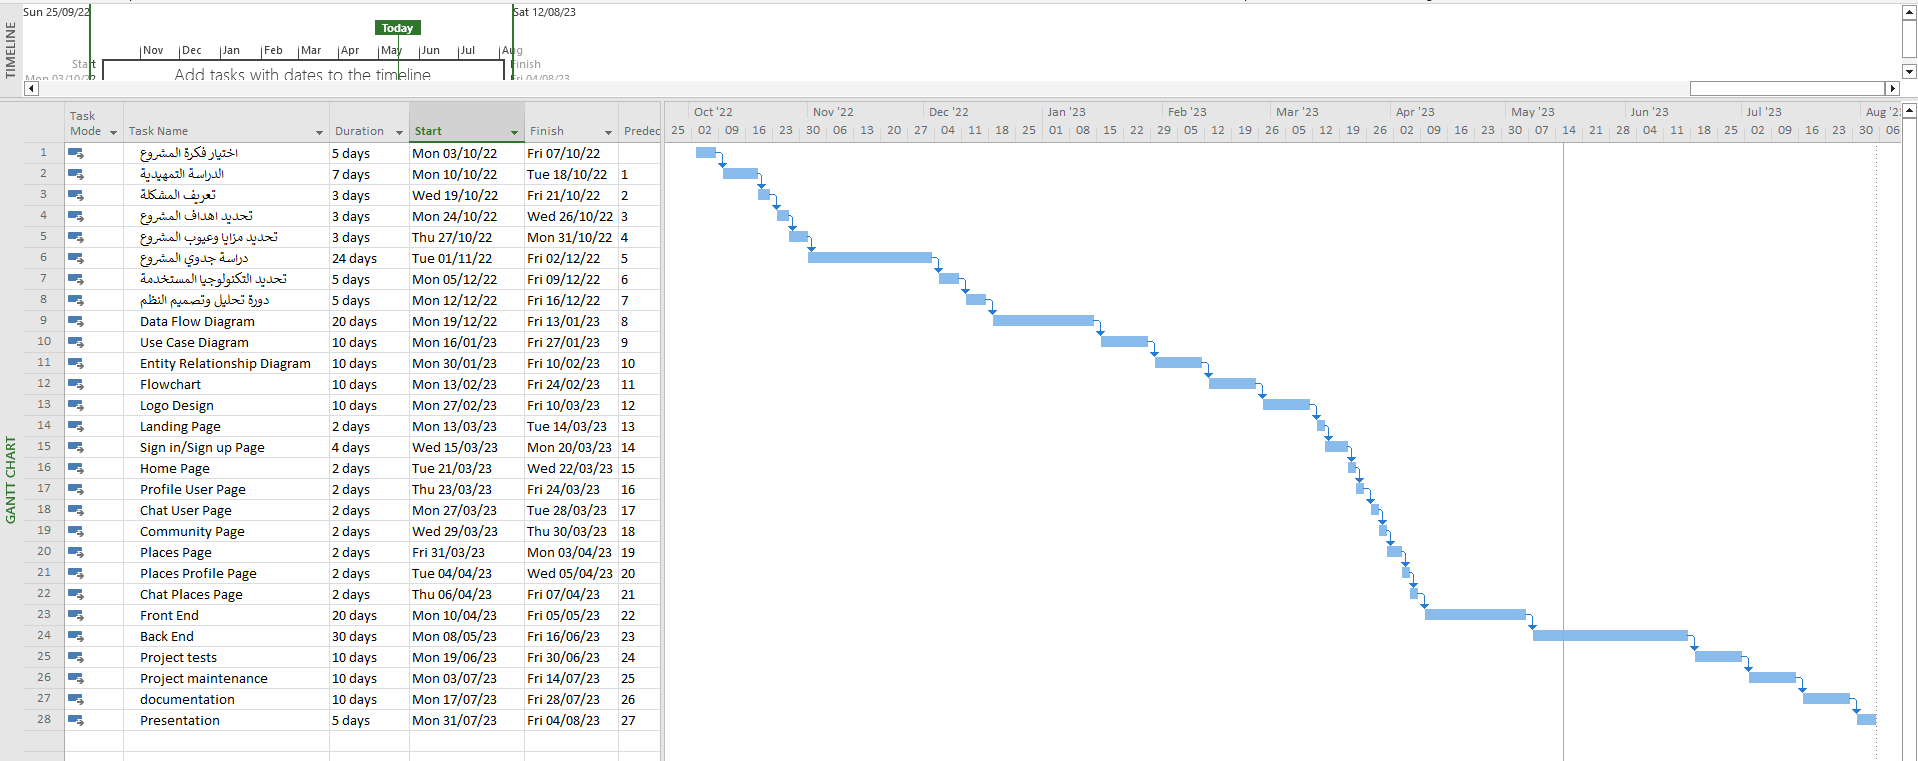 Sun 25/09/22
Sat 12/08/23
Today
Nov Dec Jan Feb Mar Apr May Jun Jul Aug
Start
Finish
Mon 03/10/22
Add tasks with dates to the timeline
Fri 04/08/23
TIMELINE
GANTT CHART
Task Mode Task Name Duration Start Finish Predec
Oct '22 Nov '22 Dec '22 Jan '23 Feb '23 Mar '23 Apr '23 May '23 Jun '23 Jul '23 Aug '2
25 02 09 16 23 30 06 13 20 27 04 11 18 25 01 08 15 22 29 05 12 19 26 05 12 19 26 02 09 16 23 30 07 14 21 28 04 11 18 25 02 09 16 23 30 06
1 اختيار فكرة المشروع 5 days Mon 03/10/22 Fri 07/10/22
2 الدراسة التمهيدية 7 days Mon 10/10/22 Tue 18/10/22 1
3 تعريف المشكلة 3 days Wed 19/10/22 Fri 21/10/22 2
4 تحديد اهداف المشروع 3 days Mon 24/10/22 Wed 26/10/22 3
5 تحديد مزايا وعيوب المشروع 3 days Thu 27/10/22 Mon 31/10/22 4
6 دراسة جدوي المشروع 24 days Tue 01/11/22 Fri 02/12/22 5
7 تحديد التكنولوجيا المستخدمة 5 days Mon 05/12/22 Fri 09/12/22 6
8 دورة تحليل وتصميم النظم 5 days Mon 12/12/22 Fri 16/12/22 7
9 Data Flow Diagram 20 days Mon 19/12/22 Fri 13/01/23 8
10 Use Case Diagram 10 days Mon 16/01/23 Fri 27/01/23 9
11 Entity Relationship Diagram 10 days Mon 30/01/23 Fri 10/02/23 10
12 Flowchart 10 days Mon 13/02/23 Fri 24/02/23 11
13 Logo Design 10 days Mon 27/02/23 Fri 10/03/23 12
14 Landing Page 2 days Mon 13/03/23 Tue 14/03/23 13
15 Sign in/Sign up Page 4 days Wed 15/03/23 Mon 20/03/23 14
16 Home Page 2 days Tue 21/03/23 Wed 22/03/23 15
17 Profile User Page 2 days Thu 23/03/23 Fri 24/03/23 16
18 Chat User Page 2 days Mon 27/03/23 Tue 28/03/23 17
19 Community Page 2 days Wed 29/03/23 Thu 30/03/23 18
20 Places Page 2 days Fri 31/03/23 Mon 03/04/23 19
21 Places Profile Page 2 days Tue 04/04/23 Wed 05/04/23 20
22 Chat Places Page 2 days Thu 06/04/23 Fri 07/04/23 21
23 Front End 20 days Mon 10/04/23 Fri 05/05/23 22
24 Back End 30 days Mon 08/05/23 Fri 16/06/23 23
25 Project tests 10 days Mon 19/06/23 Fri 30/06/23 24
26 Project maintenance 10 days Mon 03/07/23 Fri 14/07/23 25
27 documentation 10 days Mon 17/07/23 Fri 28/07/23 26
28 Presentation 5 days Mon 31/07/23 Fri 04/08/23 27